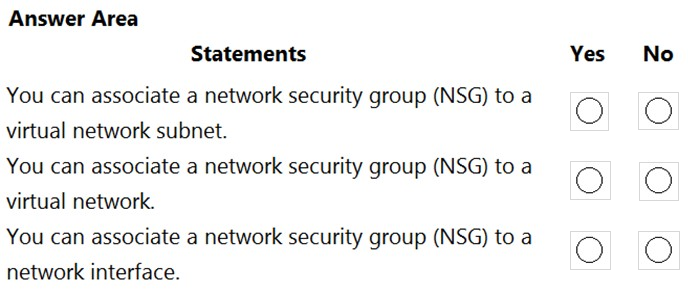 Answer Area
Statements Yes No
You can associate a network security group (NSG) to a
virtual network subnet.
You can associate a network security group (NSG) to a
virtual network.
You can associate a network security group (NSG) to a
network interface.